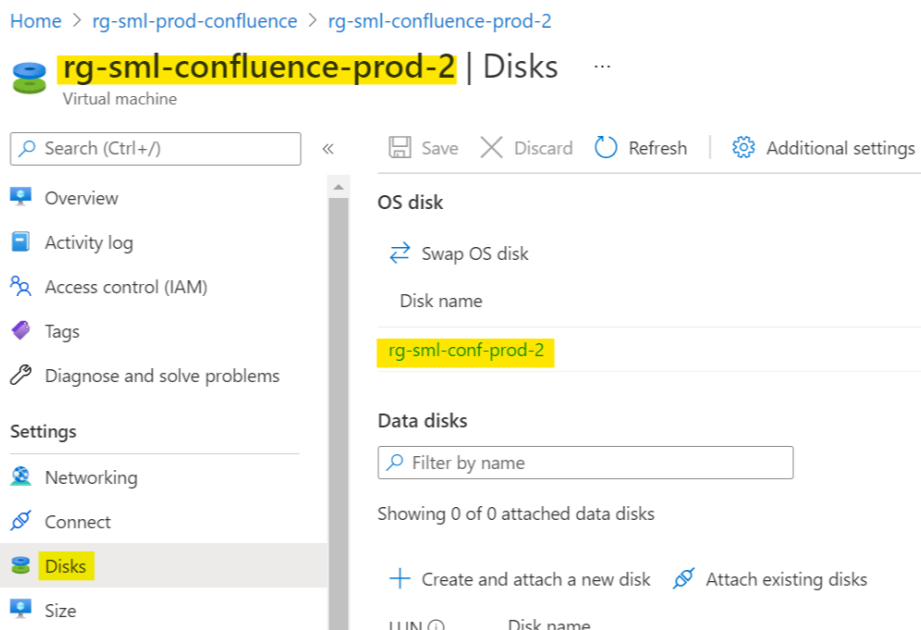 Home > rg-sml-prod-confluence > rg-sml-confluence-prod-2
rg-sml-confluence-prod-2 | Disks ...
Virtual machine
Search (Ctrl+/) «
Overview
Activity log
Access control (IAM)
Tags
Diagnose and solve problems
Settings
Networking
Connect
Disks
Size
Save Discard Refresh Additional settings
OS disk
Swap OS disk
Disk name
rg-sml-conf-prod-2
Data disks
Filter by name
Showing 0 of 0 attached data disks
Create and attach a new disk Attach existing disks
LUN Disk name